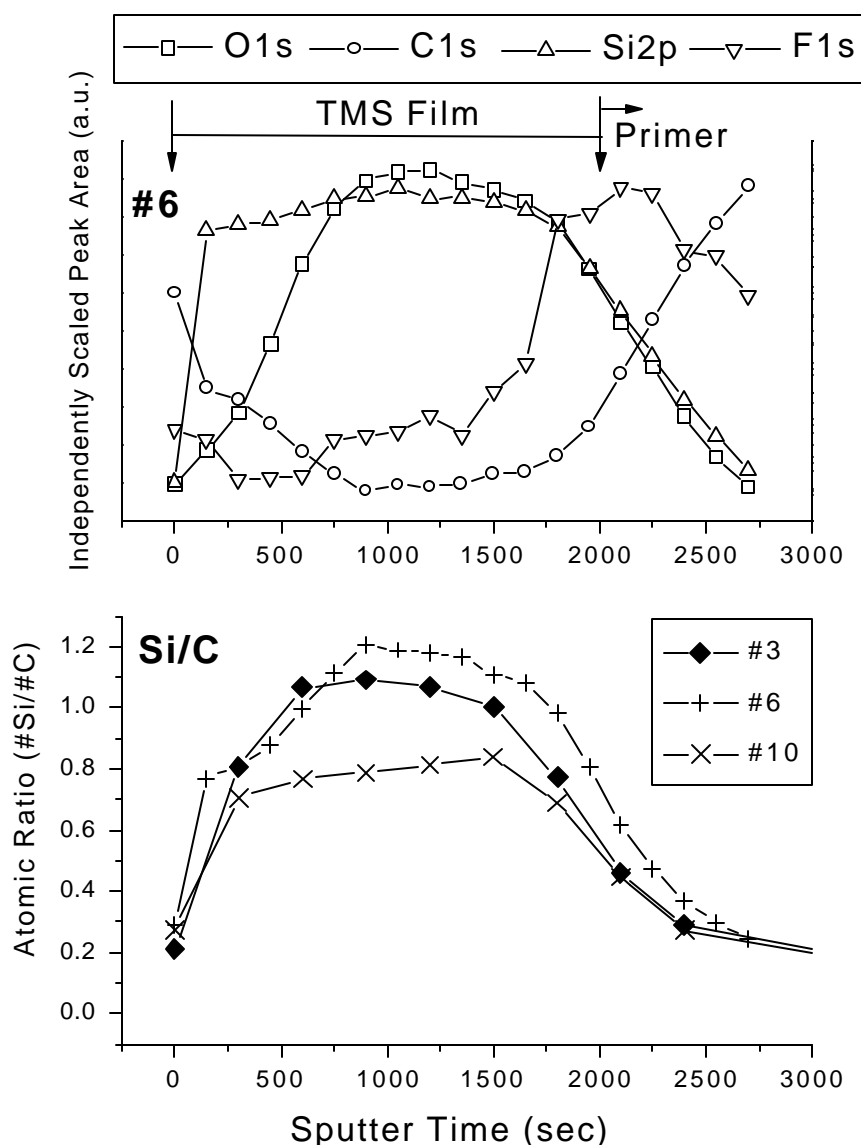 O1s C1s Si2p F1s
TMS Film
Primer
#6
Independently Scaled Peak Area (a.u.)
0 500 1000 1500 2000 2500 3000
Si/C
#3
#6
#10
Atomic Ratio (#Si/#C)
1.2
1.0
0.8
0.6
0.4
0.2
0.0
0 500 1000 1500 2000 2500 3000
Sputter Time (sec)